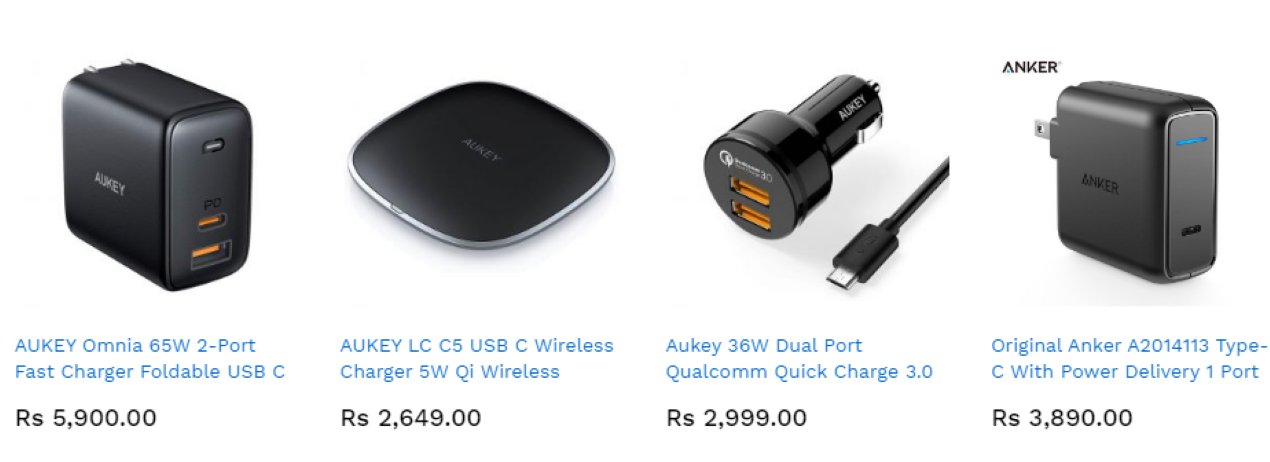 ANKER
AUKEY
PD
AUKEY
AUKEY
Qualcomm
3.0
ANKER
AUKEY Omnia 65W 2-Port
Fast Charger Foldable USB C
Rs 5,900.00
AUKEY LC C5 USB C Wireless
Charger 5W Qi Wireless
Rs 2,649.00
Aukey 36W Dual Port
Qualcomm Quick Charge 3.0
Rs 2,999.00
Original Anker A2014113 Type-
C With Power Delivery 1 Port
Rs 3,890.00